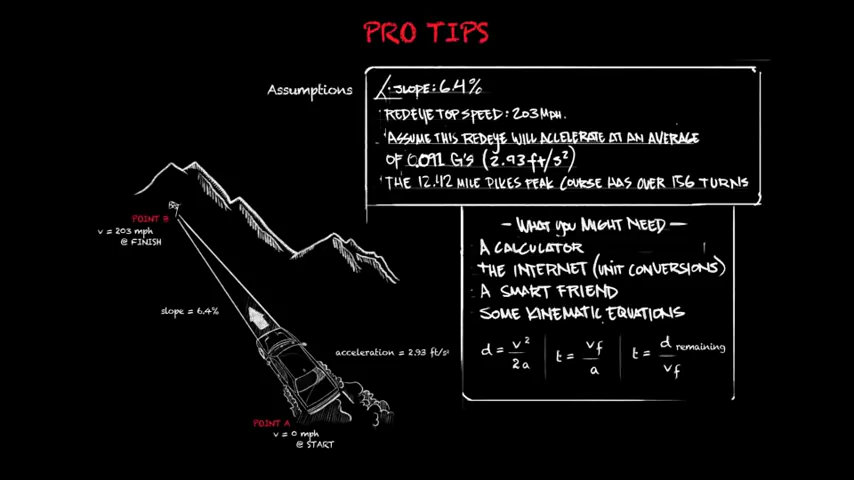 PRO TIPS
Assumptions
SLOPE: 6.4%
REDEYE TOP SPEED: 203 MPH.
ASSUME THIS REDEYE WILL ACCELERATE AT AN AVERAGE
OF 0.091 G'S (2.93 ft/s²)
THE 12.42 MILE PIKES PEAK COURSE HAS OVER 156 TURNS
- WHAT YOU MIGHT NEED -
A CALCULATOR
THE INTERNET (UNIT CONVERSIONS)
A SMART FRIEND
SOME KINEMATIC EQUATIONS
d = v² / 2a
t = vf / a
t = d remaining / vf
POINT B
v = 203 mph
@ FINISH
slope = 6.4%
acceleration = 2.93 ft/s²
POINT A
v = 0 mph
@ START